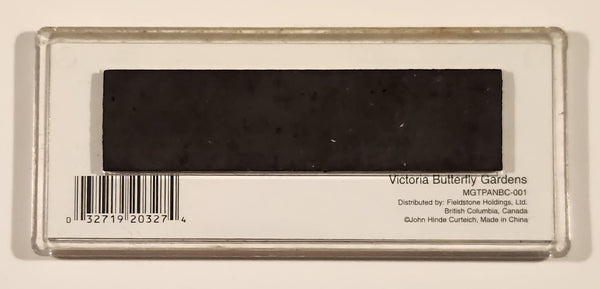 Victoria Butterfly Gardens
MGTPANBC-001
Distributed by: Fieldstone Holdings, Ltd.
British Columbia, Canada
©John Hinde Curteich, Made in China
0 32719 20327 4